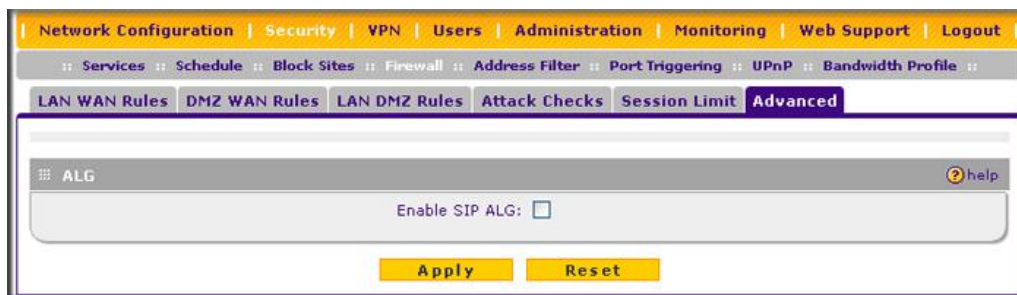 Network Configuration | Security | VPN | Users | Administration | Monitoring | Web Support | Logout
:: Services :: Schedule :: Block Sites :: Firewall :: Address Filter :: Port Triggering :: UPnP :: Bandwidth Profile ::
LAN WAN Rules DMZ WAN Rules LAN DMZ Rules Attack Checks Session Limit Advanced
ALG ? help
Enable SIP ALG:
Apply Reset